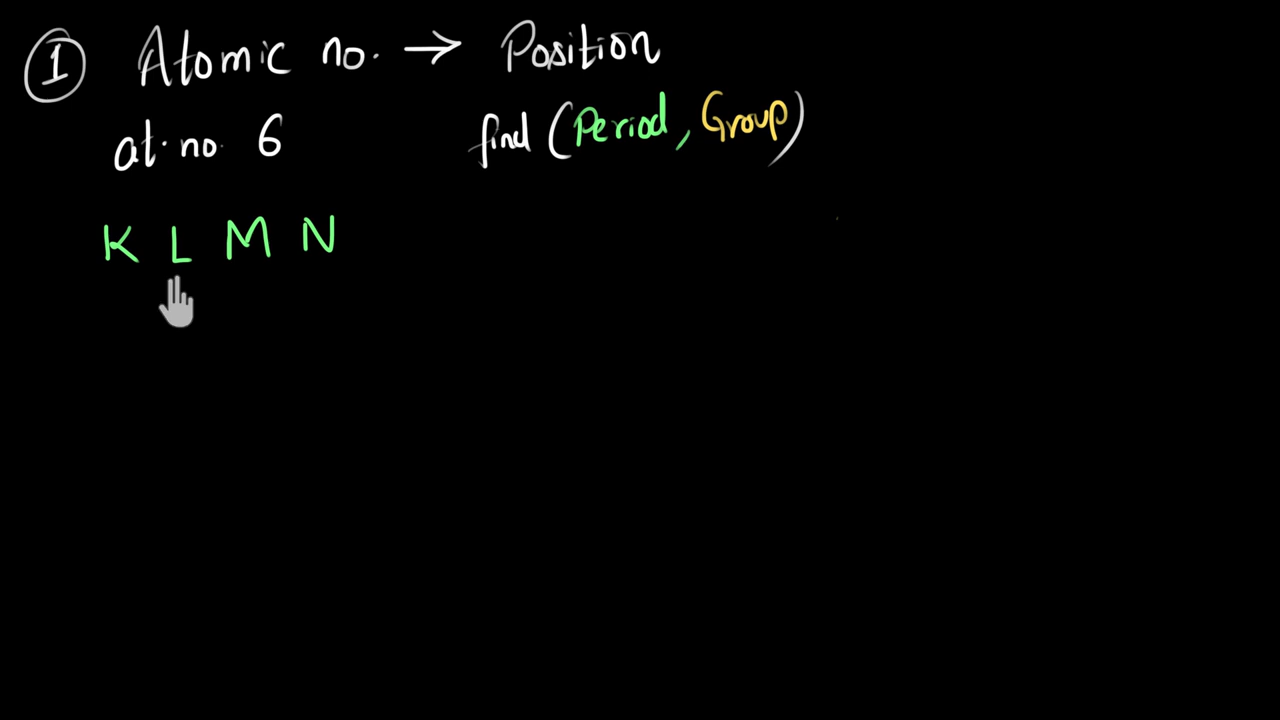 ① Atomic no. → Position
at. no. 6 find (Period, Group)
K L M N